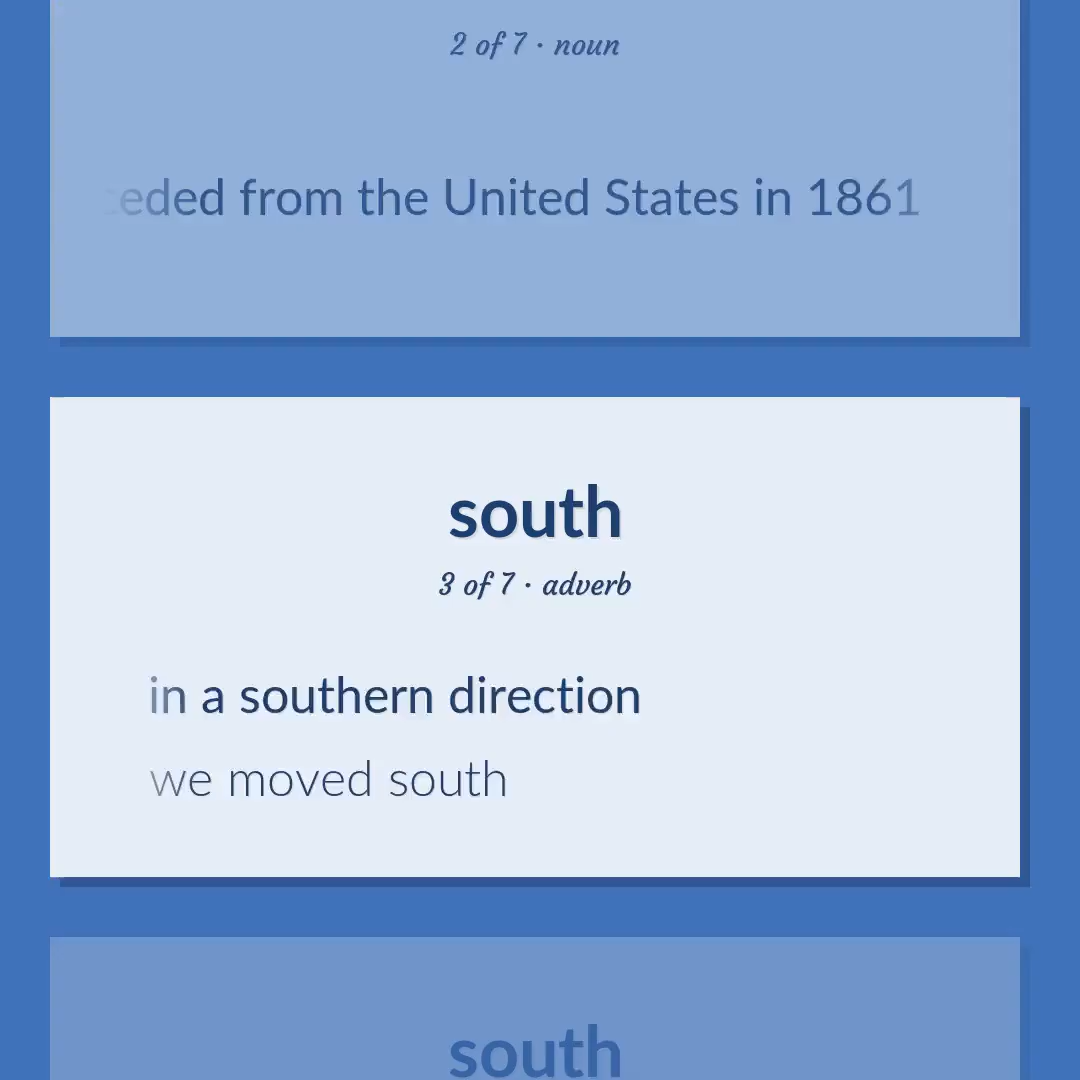 2 of 7 · noun
from the United States in 1861
south
3 of 7 · adverb
in a southern direction
we moved south
south